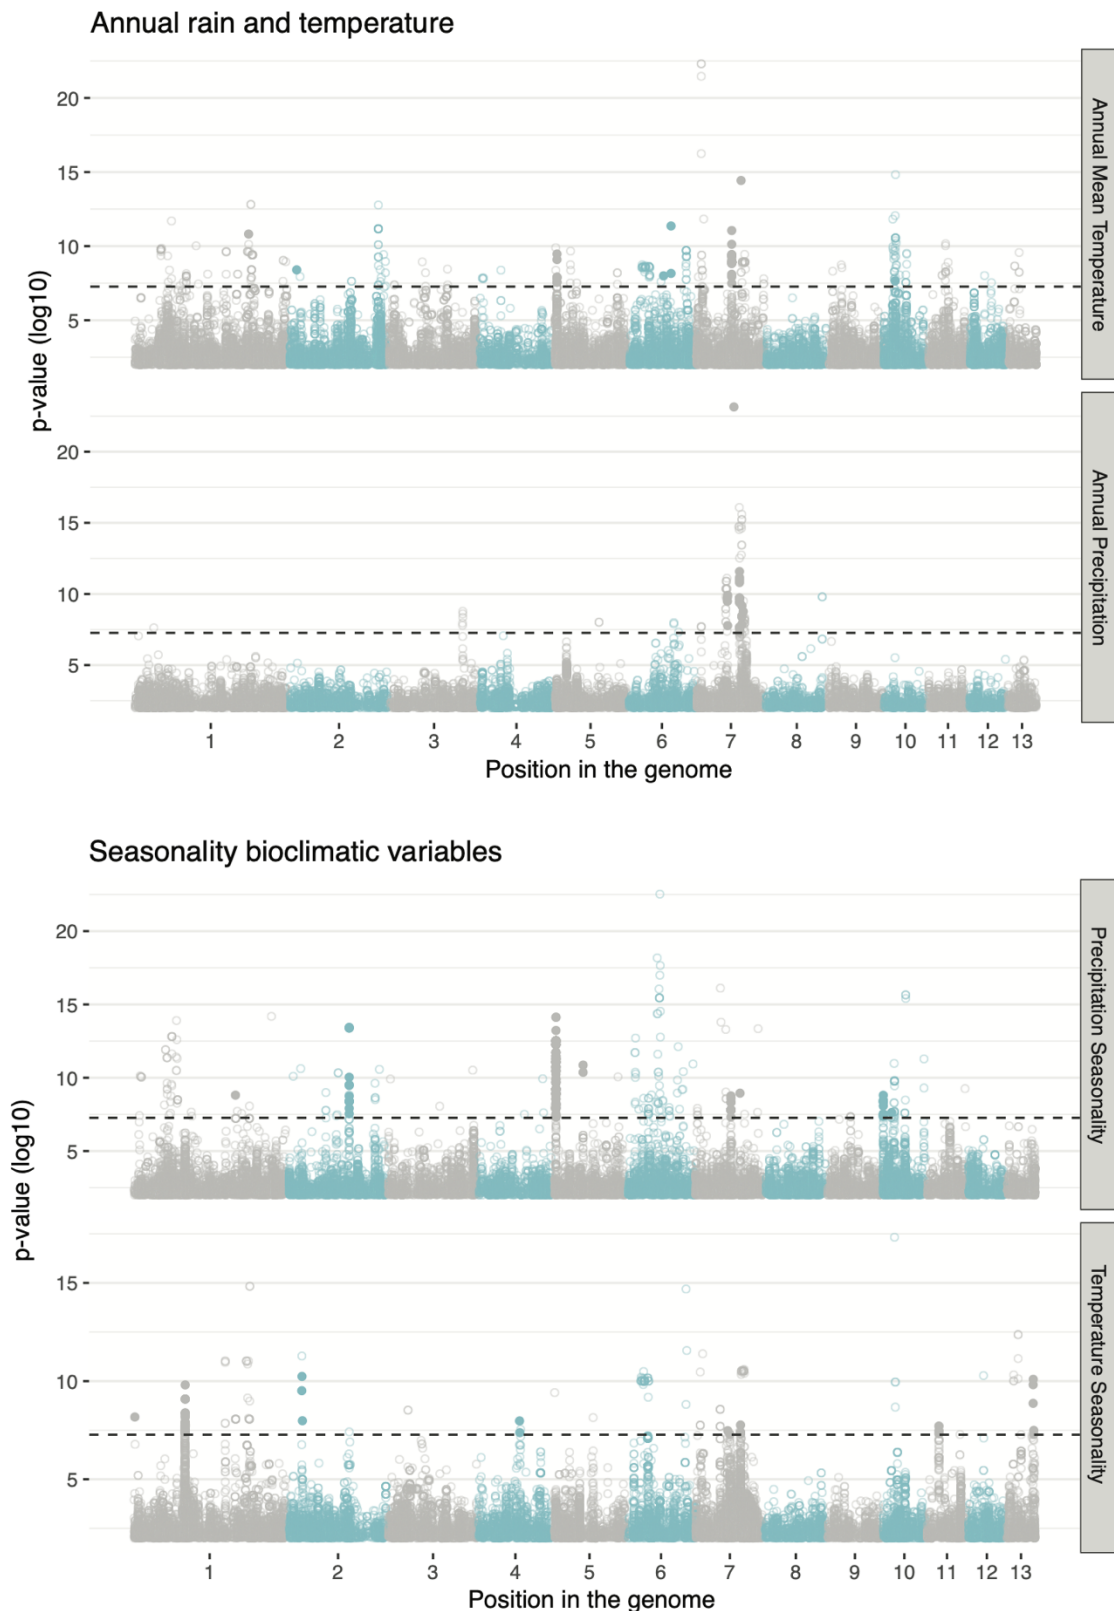 Annual rain and temperature
20
15
10
5
Annual Mean Temperature
20
15
10
5
Annual Precipitation
p-value (log10)
1 2 3 4 5 6 7 8 9 10 11 12 13
Position in the genome
Seasonality bioclimatic variables
20
15
10
5
Precipitation Seasonality
15
10
5
Temperature Seasonality
p-value (log10)
1 2 3 4 5 6 7 8 9 10 11 12 13
Position in the genome